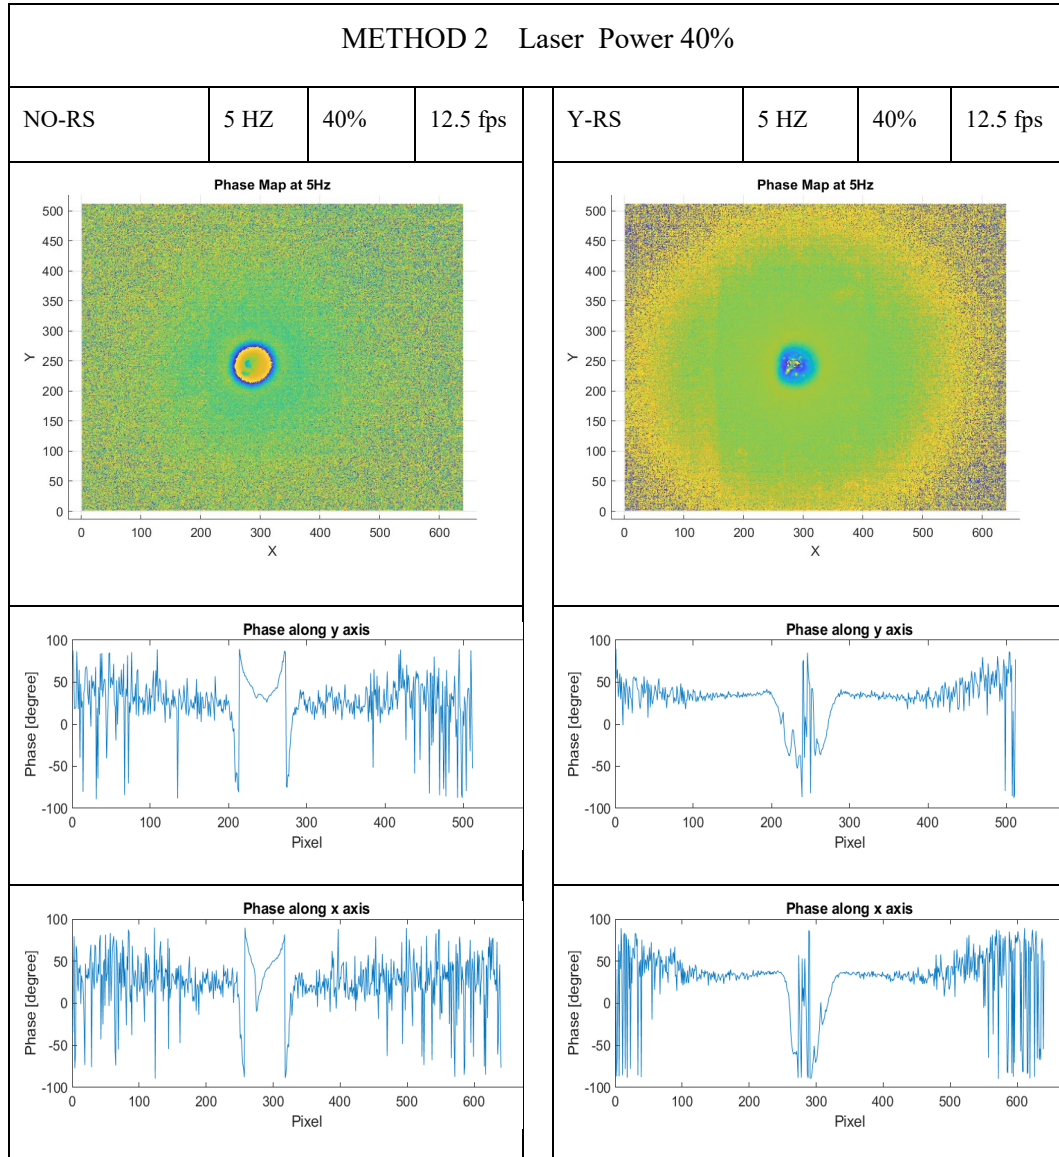 METHOD 2 Laser Power 40%
NO-RS 5 HZ 40% 12.5 fps
Y-RS 5 HZ 40% 12.5 fps
Phase Map at 5Hz
500
450
400
350
300
250
200
150
100
50
0
Y
0 100 200 300 400 500 600
X
Phase Map at 5Hz
500
450
400
350
300
250
200
150
100
50
0
Y
0 100 200 300 400 500 600
X
Phase along y axis
100
50
0
-50
-100
Phase [degree]
0 100 200 300 400 500
Pixel
Phase along y axis
100
50
0
-50
-100
Phase [degree]
0 100 200 300 400 500
Pixel
Phase along x axis
100
50
0
-50
-100
Phase [degree]
0 100 200 300 400 500 600
Pixel
Phase along x axis
100
50
0
-50
-100
Phase [degree]
0 100 200 300 400 500 600
Pixel